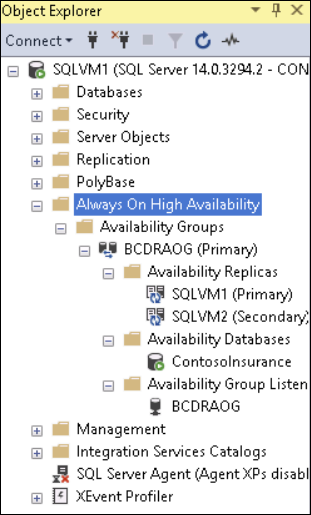 Object Explorer
Connect
SQLVM1 (SQL Server 14.0.3294.2 - CON
Databases
Security
Server Objects
Replication
PolyBase
Always On High Availability
Availability Groups
BCDRAOG (Primary)
Availability Replicas
SQLVM1 (Primary)
SQLVM2 (Secondary)
Availability Databases
ContosoInsurance
Availability Group Listen
BCDRAOG
Management
Integration Services Catalogs
SQL Server Agent (Agent XPs disabl
XEvent Profiler